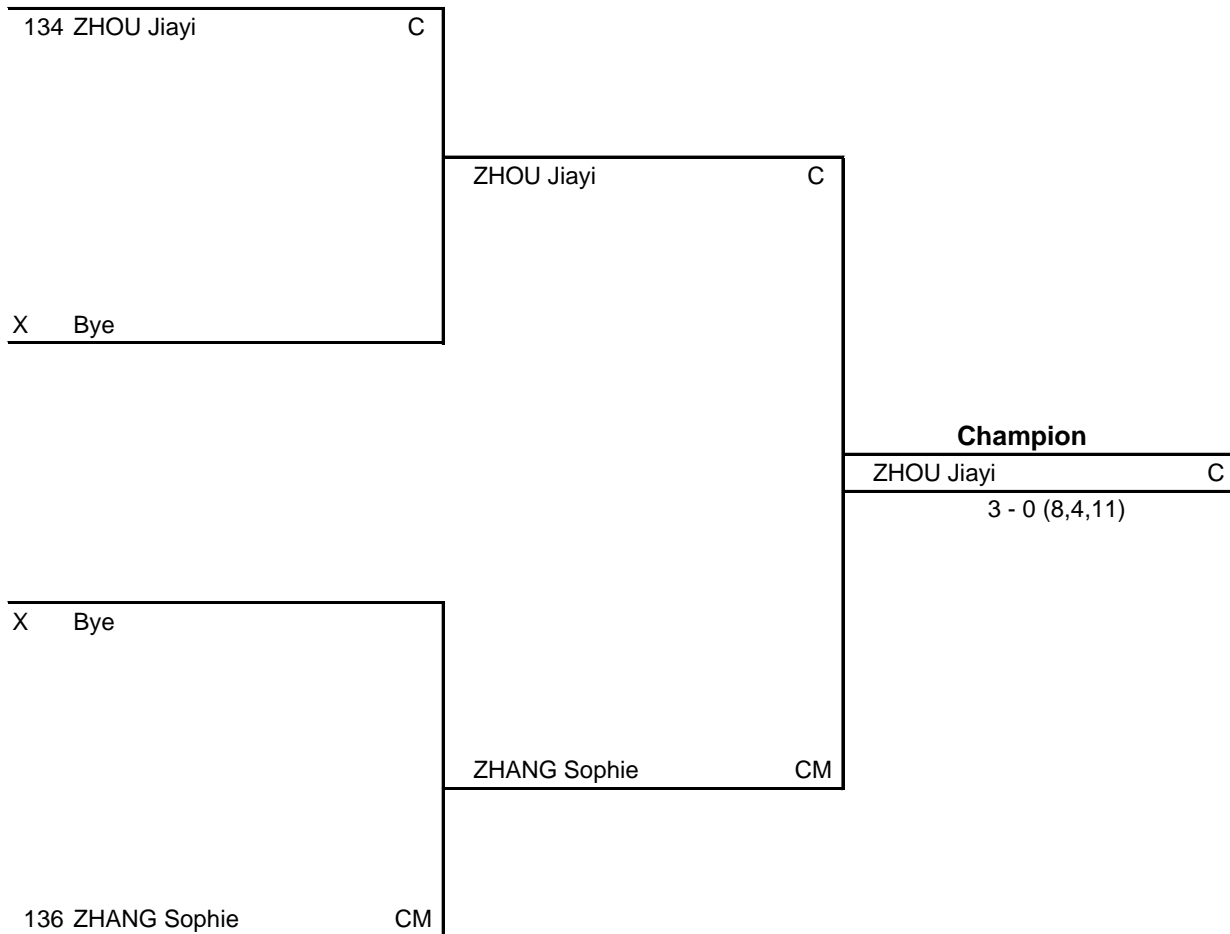 134 ZHOU Jiayi C
ZHOU Jiayi C
X Bye
Champion
ZHOU Jiayi C
3 - 0 (8,4,11)
X Bye
ZHANG Sophie CM
136 ZHANG Sophie CM